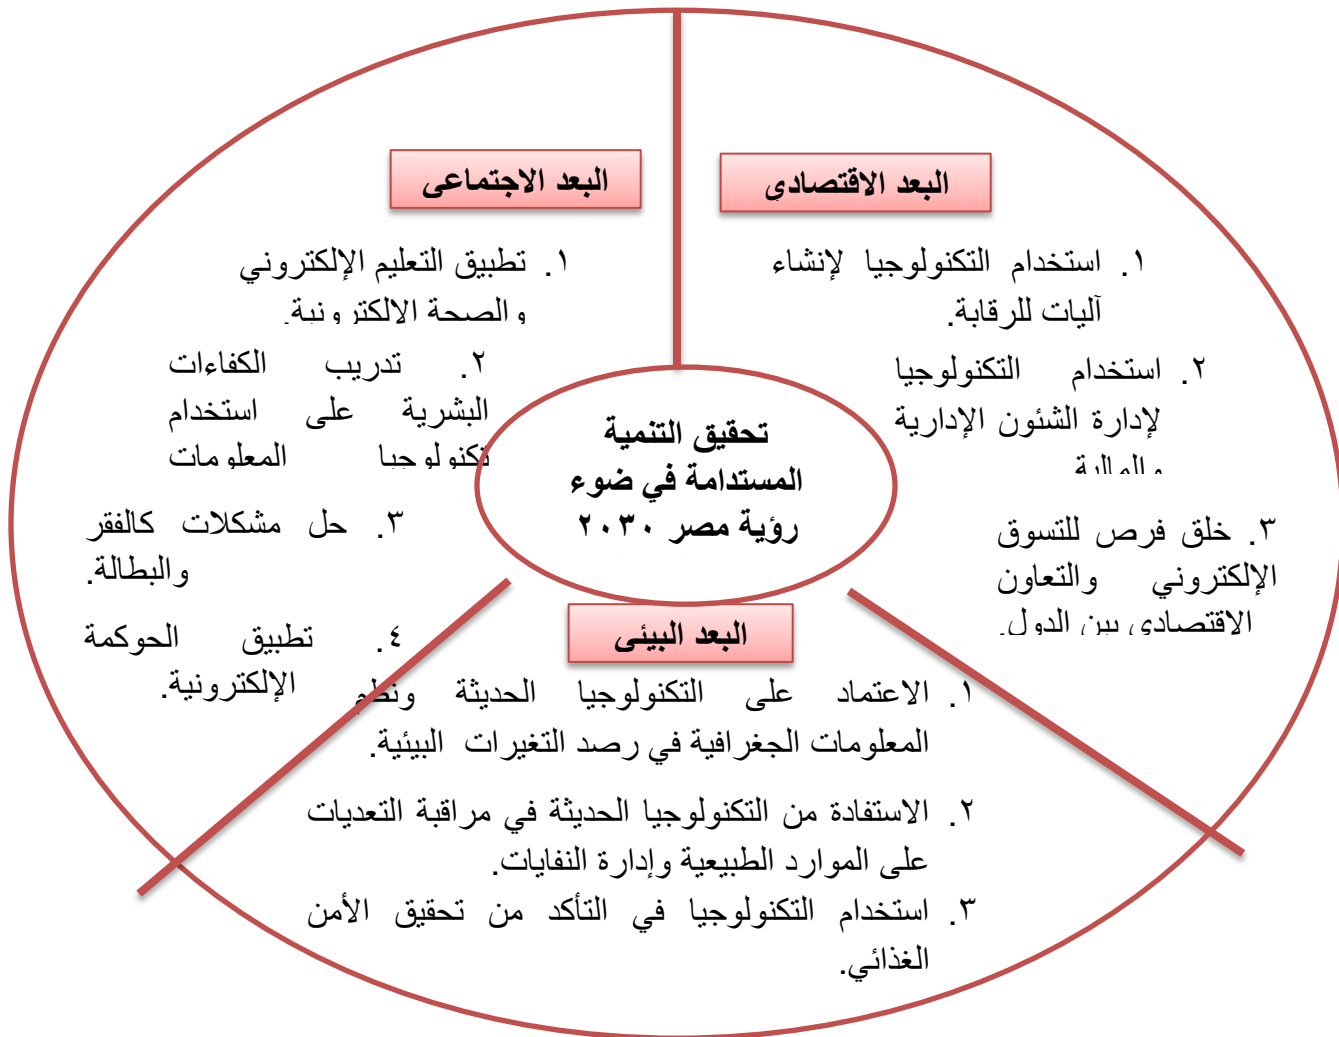 البعد الاقتصادى
١. استخدام التكنولوجيا لإنشاء
آليات للرقابة.
٢. استخدام التكنولوجيا
لإدارة الشئون الإدارية
والمالية
٣. خلق فرص للتسوق
الإلكتروني والتعاون
الاقتصادى بين الدول.
البعد الاجتماعى
١. تطبيق التعليم الإلكتروني
والصحة الالكترونية.
٢. تدريب الكفاءات
البشرية على استخدام
تكنولوجيا المعلومات
٣. حل مشكلات كالفقر
والبطالة.
٤. تطبيق الحوكمة
الإلكترونية.
تحقيق التنمية
المستدامة في ضوء
رؤية مصر ٢٠٣٠
البعد البيئى
١. الاعتماد على التكنولوجيا الحديثة ونظم
المعلومات الجغرافية في رصد التغيرات البيئية.
٢. الاستفادة من التكنولوجيا الحديثة في مراقبة التعديات
على الموارد الطبيعية وإدارة النفايات.
٣. استخدام التكنولوجيا في التأكد من تحقيق الأمن
الغذائي.